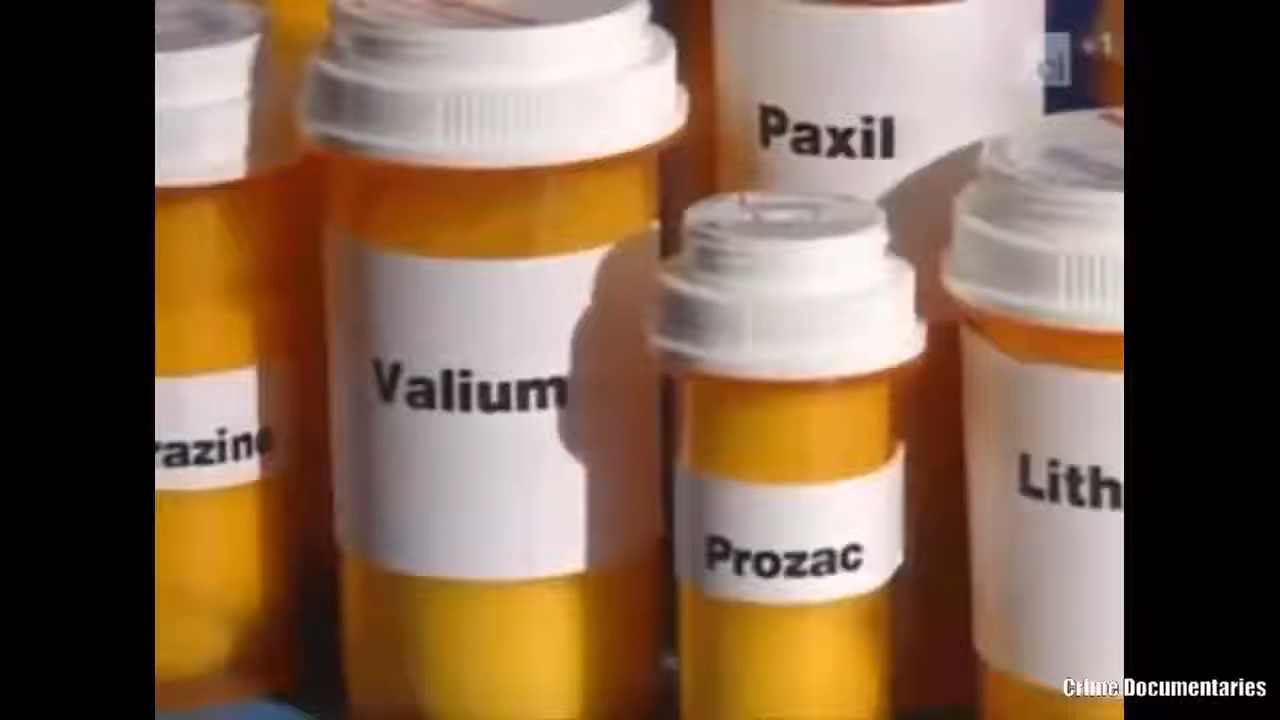 Paxil
Valium
razine
Prozac
Lith
Crime Documentaries